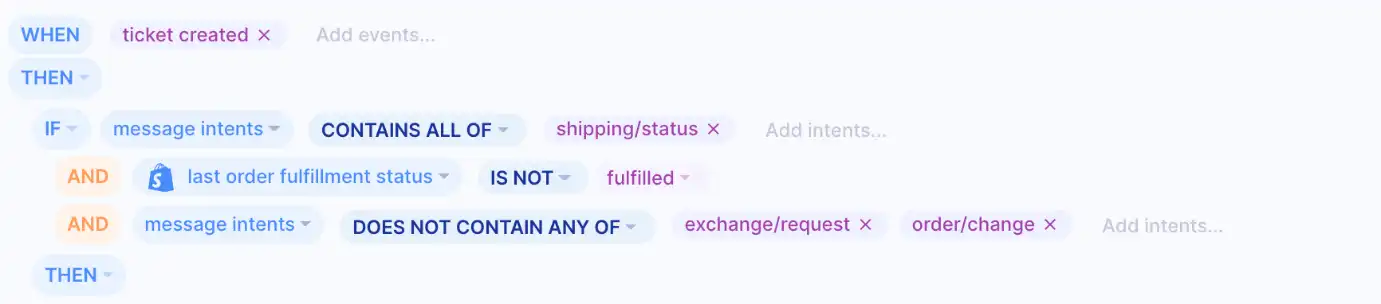 WHEN ticket created × Add events...
THEN
IF message intents CONTAINS ALL OF shipping/status × Add intents...
AND last order fulfillment status IS NOT fulfilled
AND message intents DOES NOT CONTAIN ANY OF exchange/request × order/change × Add intents...
THEN